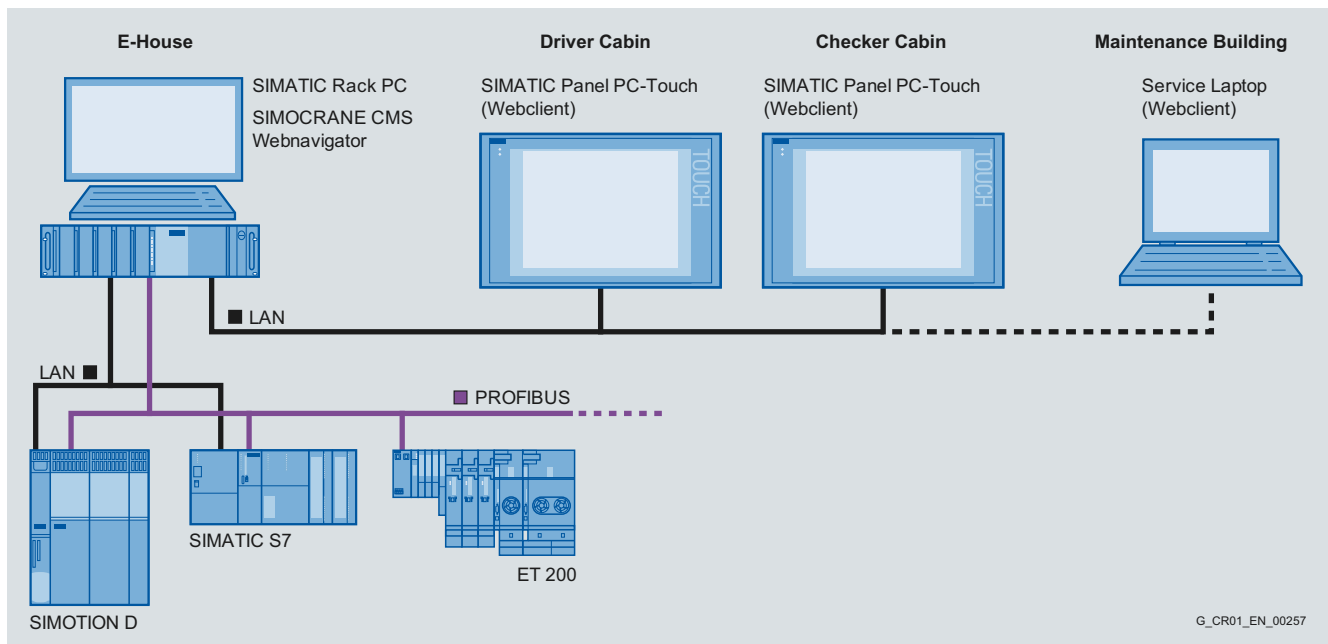 E-House
Driver Cabin
Checker Cabin
Maintenance Building
SIMATIC Rack PC
SIMOCRANE CMS
Webnavigator
SIMATIC Panel PC-Touch
(Webclient)
SIMATIC Panel PC-Touch
(Webclient)
Service Laptop
(Webclient)
TOUCH
TOUCH
LAN
LAN
PROFIBUS
SIMATIC S7
ET 200
SIMOTION D
G_CR01_EN_00257